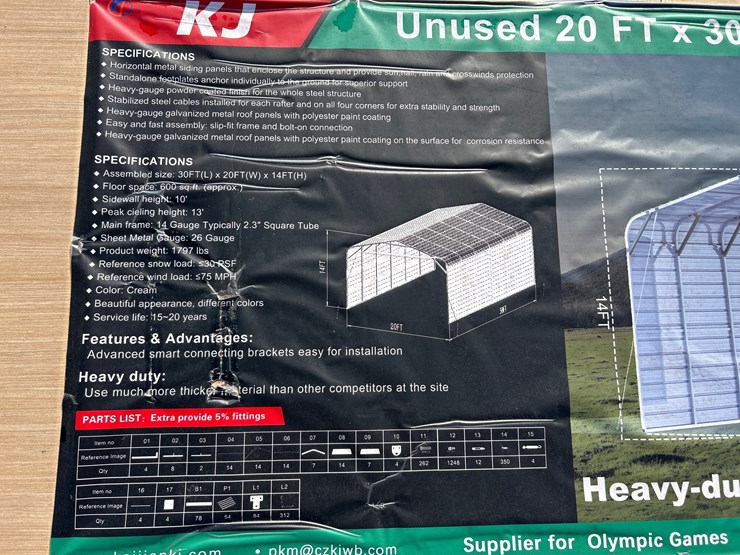 KJ
Unused 20 FT x 30
SPECIFICATIONS
◆ Horizontal metal siding panels that enclose the structure and provide sun,hail, rain and crosswinds protection
◆ Standalone footplates anchor individually to the ground for superior support
◆ Heavy-gauge powder coated finish for the whole steel structure
◆ Stabilized steel cables installed for each rafter and on all four corners for extra stability and strength
◆ Heavy-gauge galvanized metal roof panels with polyester paint coating
◆ Easy and fast assembly: slip-fit frame and bolt-on connection
◆ Heavy-gauge galvanized metal roof panels with polyester paint coating on the surface for corrosion resistance
SPECIFICATIONS
◆ Assembled size: 30FT(L) x 20FT(W) x 14FT(H)
◆ Floor space: 600 sq.ft. (approx.)
◆ Sidewall height: 10'
◆ Peak cieling height: 13'
◆ Main frame: 14 Gauge Typically 2.3" Square Tube
◆ Sheet Metal Gauge: 26 Gauge
◆ Product weight: 1797 lbs
◆ Reference snow load: ≤30 PSF
◆ Reference wind load: ≤75 MPH
◆ Color: Cream
◆ Beautiful appearance, different colors
◆ Service life: 15~20 years
14FT
20FT
14FT
Features & Advantages:
Advanced smart connecting brackets easy for installation
Heavy duty:
Use much more thicker material than other competitors at the site
PARTS LIST: Extra provide 5% fittings
Item no 01 02 03 04 05 06 07 08 09 10 11 12 13 14 15
Reference Image
Qty 4 8 2 14 7 14 7 4 262 1248 12 350 4
Item no 16 17 B1 P1 L1 L2
Reference Image
Qty 4 4 78 64 84 312
Heavy-du
pkm@czkjwb.com
Supplier for Olympic Games